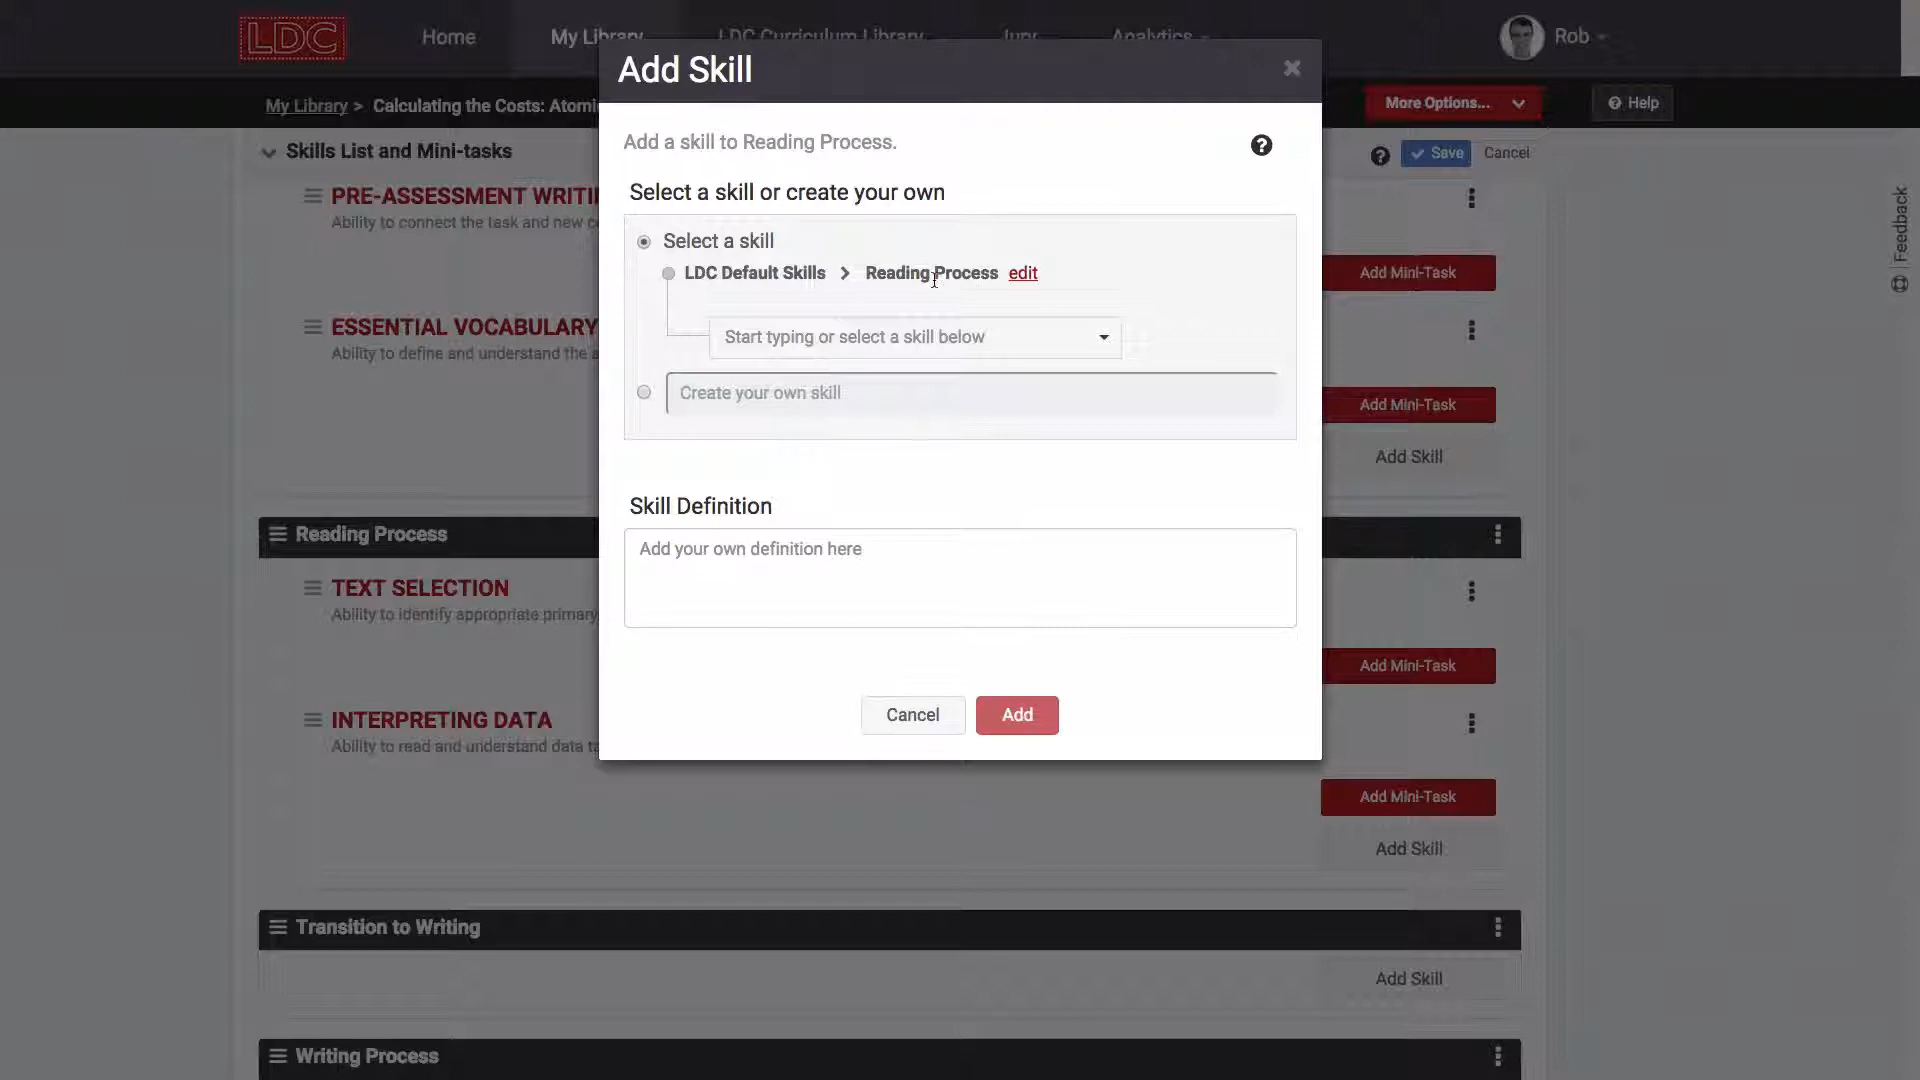 LDC
Home
My Library
LDC Curriculum Library
Jury
Analytics
Rob
My Library > Calculating the Costs: Atomi
More Options...
Help
Skills List and Mini-tasks
Save
Cancel
PRE-ASSESSMENT WRITI
Ability to connect the task and new c
Add Mini-Task
ESSENTIAL VOCABULARY
Ability to define and understand the a
Add Mini-Task
Add Skill
Reading Process
TEXT SELECTION
Ability to identify appropriate primary,
Add Mini-Task
INTERPRETING DATA
Ability to read and understand data ta
Add Mini-Task
Add Skill
Transition to Writing
Add Skill
Writing Process
Feedback
Add Skill
Add a skill to Reading Process.
Select a skill or create your own
Select a skill
LDC Default Skills > Reading Process edit
Start typing or select a skill below
Create your own skill
Skill Definition
Add your own definition here
Cancel
Add